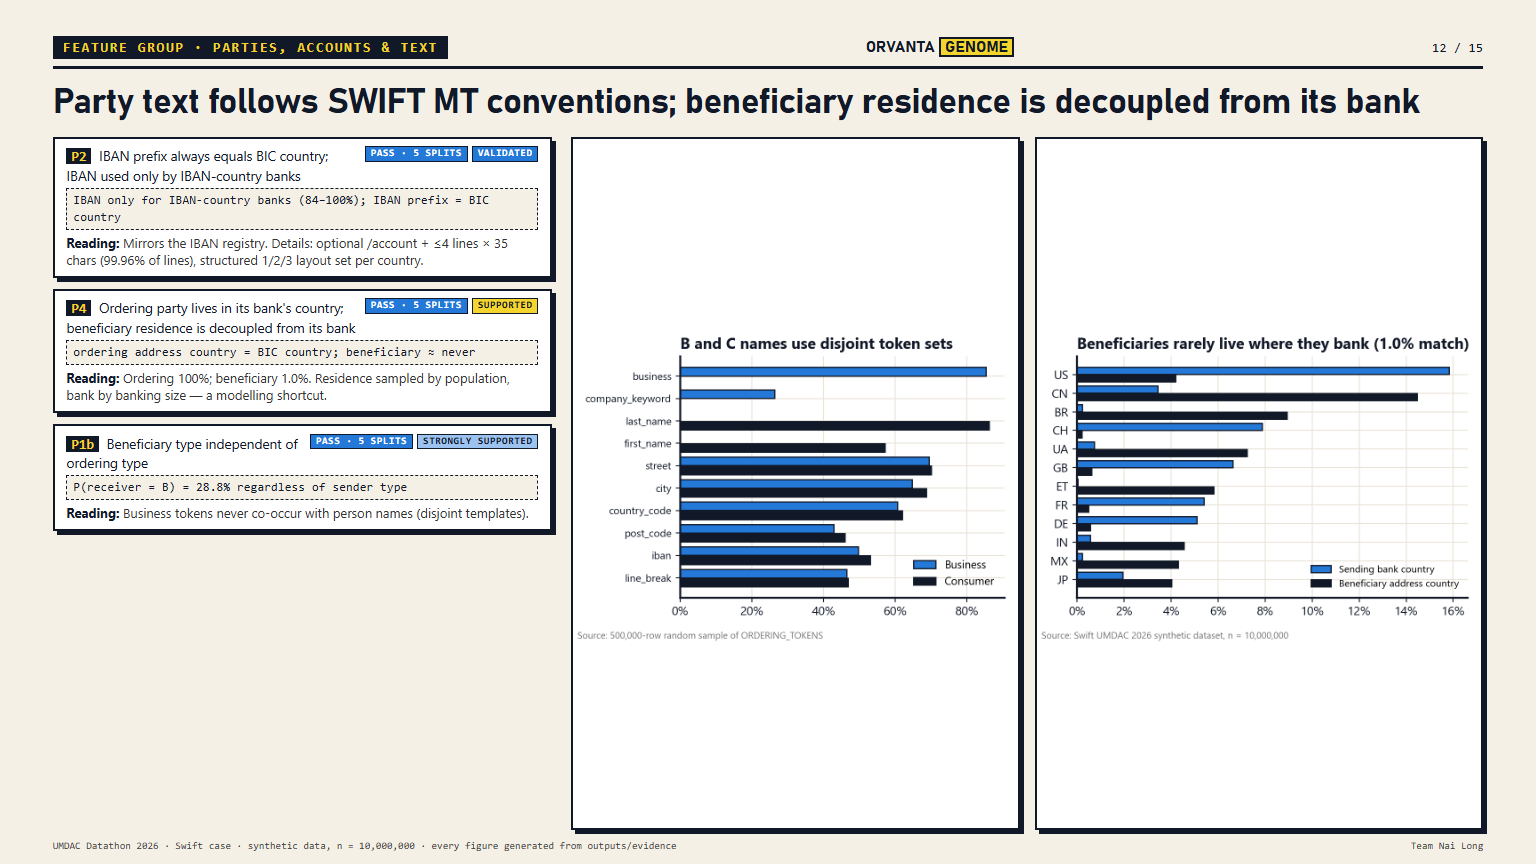 FEATURE GROUP · PARTIES, ACCOUNTS & TEXT
ORVANTA GENOME
12 / 15
Party text follows SWIFT MT conventions; beneficiary residence is decoupled from its bank
P2 IBAN prefix always equals BIC country; PASS · 5 SPLITS VALIDATED
IBAN used only by IBAN-country banks
IBAN only for IBAN-country banks (84–100%); IBAN prefix = BIC
country
Reading: Mirrors the IBAN registry. Details: optional /account + ≤4 lines × 35
chars (99.96% of lines), structured 1/2/3 layout set per country.
P4 Ordering party lives in its bank's country; PASS · 5 SPLITS SUPPORTED
beneficiary residence is decoupled from its bank
ordering address country = BIC country; beneficiary ≈ never
Reading: Ordering 100%; beneficiary 1.0%. Residence sampled by population,
bank by banking size — a modelling shortcut.
P1b Beneficiary type independent of PASS · 5 SPLITS STRONGLY SUPPORTED
ordering type
P(receiver = B) = 28.8% regardless of sender type
Reading: Business tokens never co-occur with person names (disjoint templates).
B and C names use disjoint token sets
business
company_keyword
last_name
first_name
street
city
country_code
post_code
iban
line_break
Business
Consumer
0% 20% 40% 60% 80%
Source: 500,000-row random sample of ORDERING_TOKENS
Beneficiaries rarely live where they bank (1.0% match)
US
CN
BR
CH
UA
GB
ET
FR
DE
IN
MX
JP
Sending bank country
Beneficiary address country
0% 2% 4% 6% 8% 10% 12% 14% 16%
Source: Swift UMDAC 2026 synthetic dataset, n = 10,000,000
UMDAC Datathon 2026 · Swift case · synthetic data, n = 10,000,000 · every figure generated from outputs/evidence
Team Nai Long